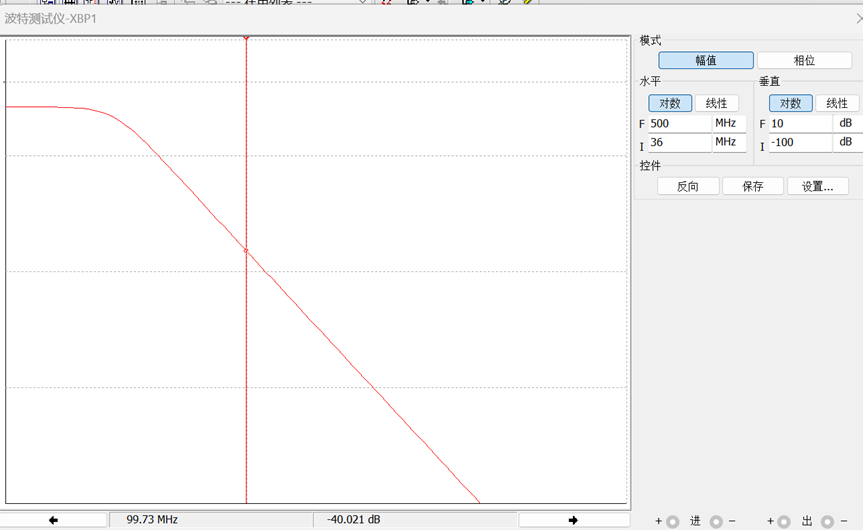 波特测试仪-XBP1
模式
幅值 相位
水平 垂直
对数 线性 对数 线性
F 500 MHz F 10 dB
I 36 MHz I -100 dB
控件
反向 保存 设置...
99.73 MHz -40.021 dB
+ 进 − + 出 −